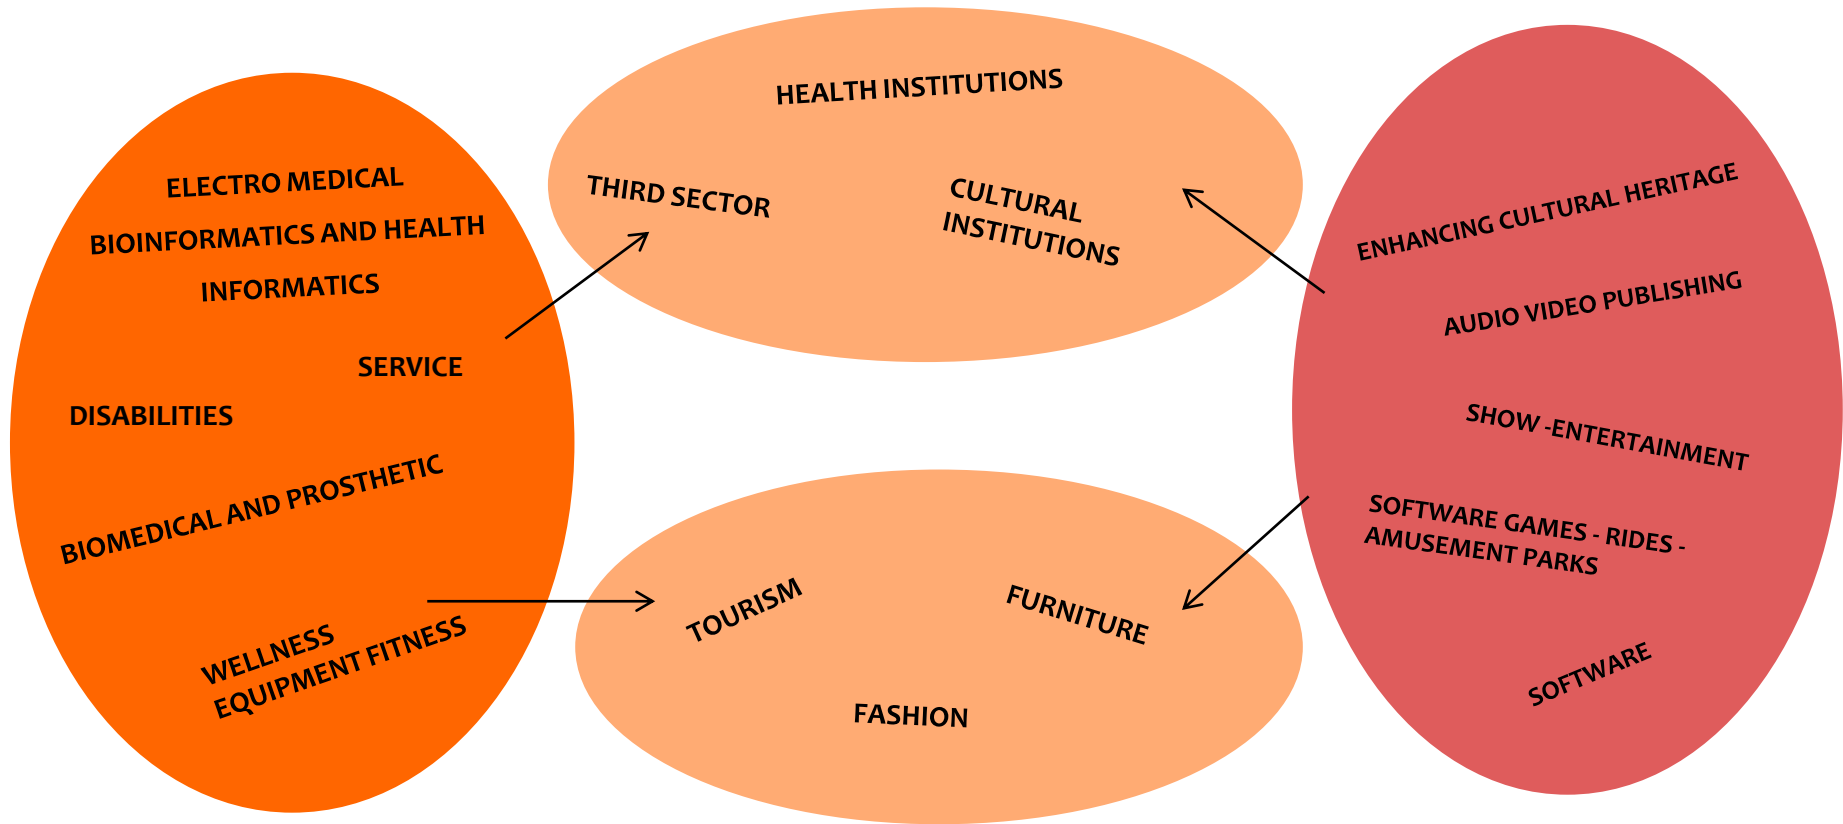 HEALTH INSTITUTIONS
THIRD SECTOR
CULTURAL
INSTITUTIONS
ELECTRO MEDICAL
BIOINFORMATICS AND HEALTH
INFORMATICS
SERVICE
DISABILITIES
BIOMEDICAL AND PROSTHETIC
WELLNESS
EQUIPMENT FITNESS
TOURISM
FURNITURE
FASHION
ENHANCING CULTURAL HERITAGE
AUDIO VIDEO PUBLISHING
SHOW -ENTERTAINMENT
SOFTWARE GAMES - RIDES -
AMUSEMENT PARKS
SOFTWARE